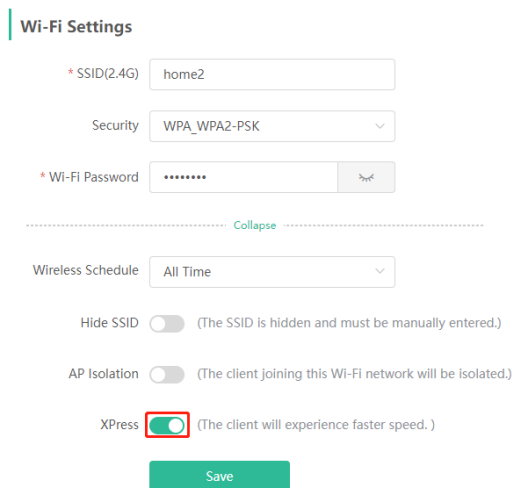 Wi-Fi Settings
* SSID(2.4G) home2
Security WPA_WPA2-PSK
* Wi-Fi Password ••••••••
Collapse
Wireless Schedule All Time
Hide SSID (The SSID is hidden and must be manually entered.)
AP Isolation (The client joining this Wi-Fi network will be isolated.)
XPress (The client will experience faster speed. )
Save